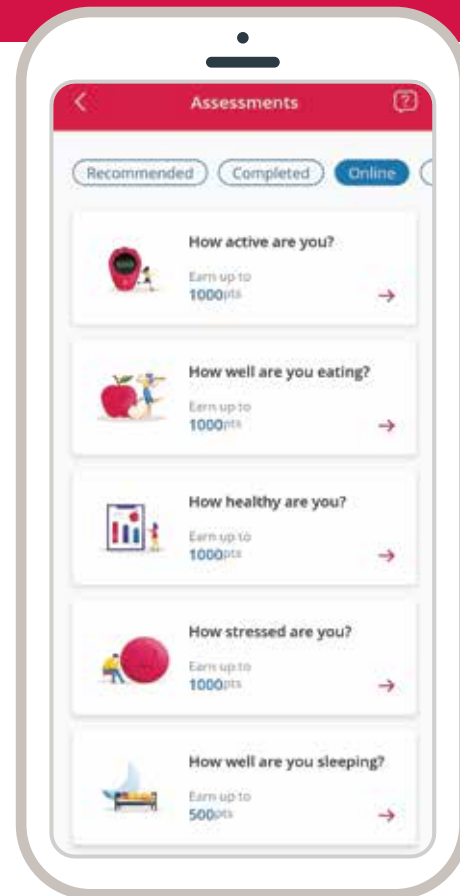 Assessments
?
Recommended Completed Online
How active are you?
Earn up to
1000pts
How well are you eating?
Earn up to
1000pts
How healthy are you?
Earn up to
1000pts
How stressed are you?
Earn up to
1000pts
How well are you sleeping?
Earn up to
500pts